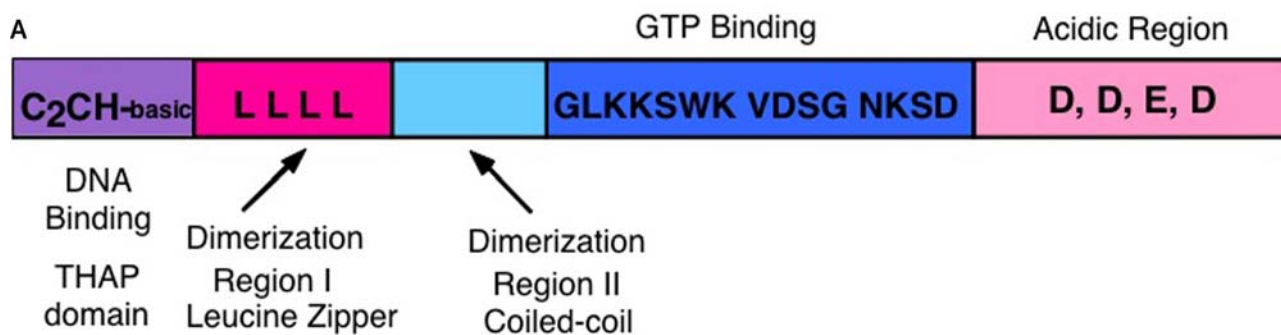 A
GTP Binding
Acidic Region
C2CH-basic
L L L L
GLKKSWK VDSG NKSD
D, D, E, D
DNA
Binding
THAP
domain
Dimerization
Region I
Leucine Zipper
Dimerization
Region II
Coiled-coil